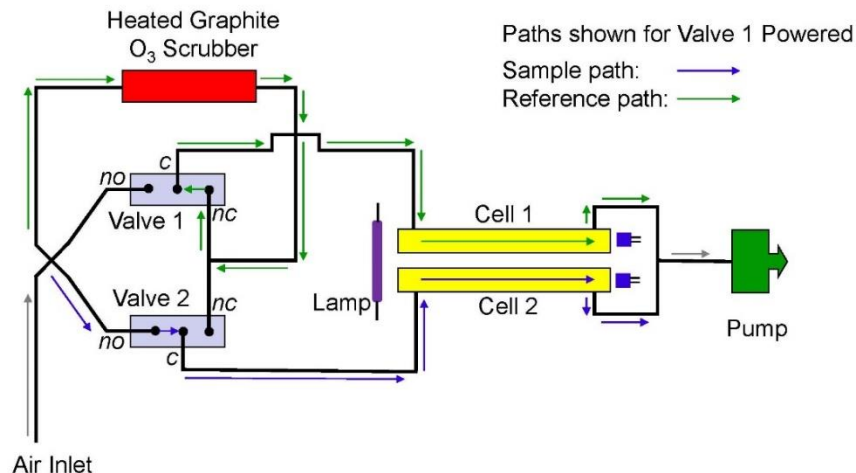 Heated Graphite
O₃ Scrubber
Paths shown for Valve 1 Powered
Sample path:
Reference path:
c
no
Valve 1
nc
Cell 1
Valve 2
nc
Lamp
Cell 2
no
c
Pump
Air Inlet